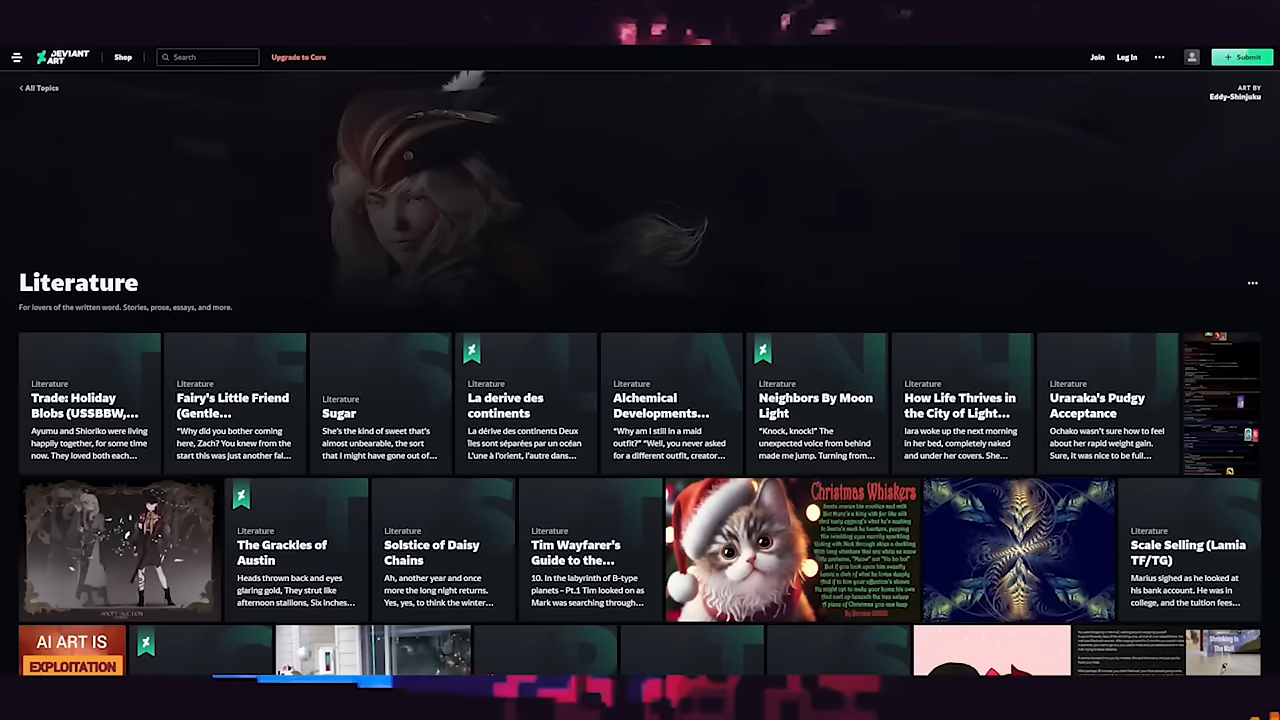 DEVIANT
ART
Shop
Search
Upgrade to Core
Join
Log In
+ Submit
< All Topics
ART BY
Eddy-Shinjuku
Literature
For lovers of the written word. Stories, prose, essays, and more.
Literature
Trade: Holiday
Blobs (USSBBW,...
Ayumu and Shioriko were living
happily together, for some time
now. They loved both each...
Literature
Fairy's Little Friend
(Gentle...
"Why did you bother coming
here, Zach? You knew from the
start this was just another fal...
Literature
Sugar
She's the kind of sweet that's
almost unbearable, the sort
that I might have gone out of...
Literature
La derive des
continents
La dérive des continents Deux
îles sont séparées par un océan
L'une à l'orient, l'autre dans...
Literature
Alchemical
Developments...
"Why am I still in a maid
outfit?" "Well, you never asked
for a different outfit, creator...
Literature
Neighbors By Moon
Light
"Knock, knock!" The
unexpected voice from behind
made me jump. Turning from...
Literature
How Life Thrives in
the City of Light...
Iara woke up the next morning
in her bed, completely naked
and under her covers. She...
Literature
Uraraka's Pudgy
Acceptance
Ochako wasn't sure how to feel
about her rapid weight gain.
Sure, it was nice to be full...
Literature
The Grackles of
Austin
Heads thrown back and eyes
glaring gold, They strut like
afternoon stallions, Six inches...
Literature
Solstice of Daisy
Chains
Ah, another year and once
more the long night returns.
Yes, yes, to think the winter...
Literature
Tim Wayfarer's
Guide to the...
10. In the labyrinth of B-type
planets – Pt.1 Tim looked on as
Mark was searching through...
Christmas Whiskers
Literature
Scale Selling (Lamia
TF/TG)
Marius sighed as he looked at
his bank account. He was in
college, and the tuition fees...
AI ART IS
EXPLOITATION
Shrinking In
The Mall